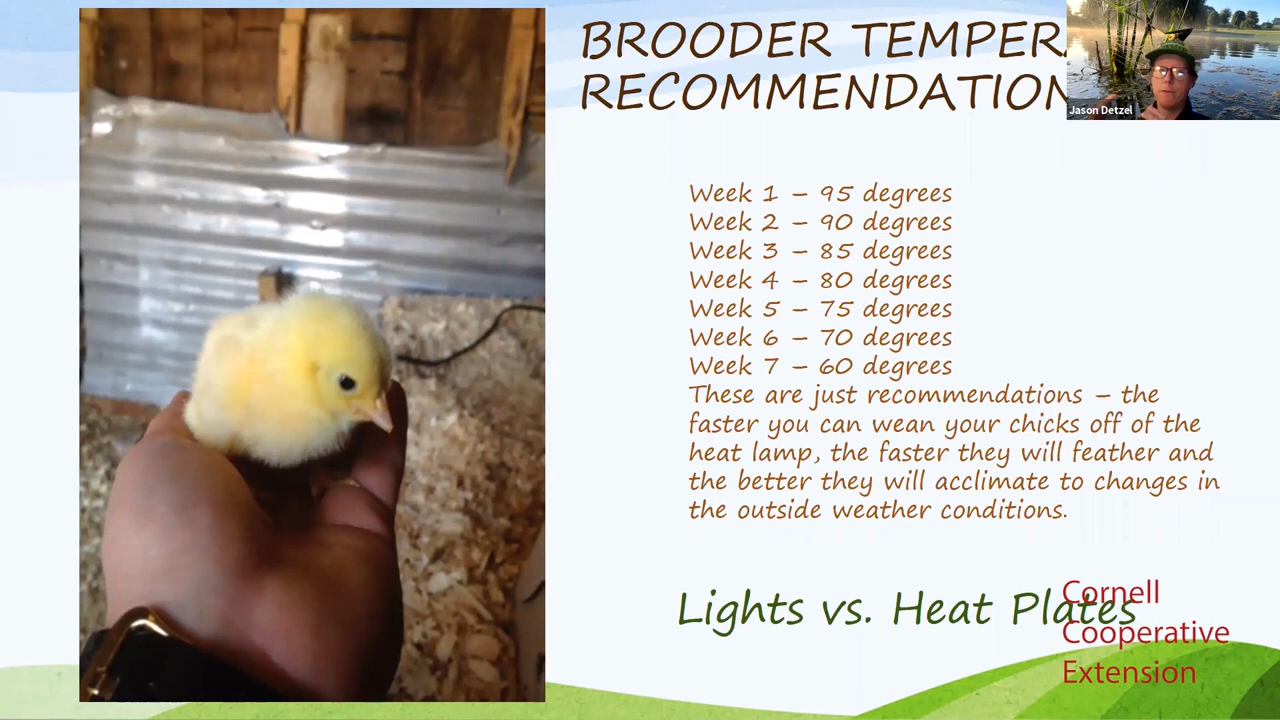 BROODER TEMPER
RECOMMENDATION
Jason Detzel
Week 1 – 95 degrees
Week 2 – 90 degrees
Week 3 – 85 degrees
Week 4 – 80 degrees
Week 5 – 75 degrees
Week 6 – 70 degrees
Week 7 – 60 degrees
These are just recommendations – the
faster you can wean your chicks off of the
heat lamp, the faster they will feather and
the better they will acclimate to changes in
the outside weather conditions.
Lights vs. Heat Plates
Cornell
Cooperative
Extension